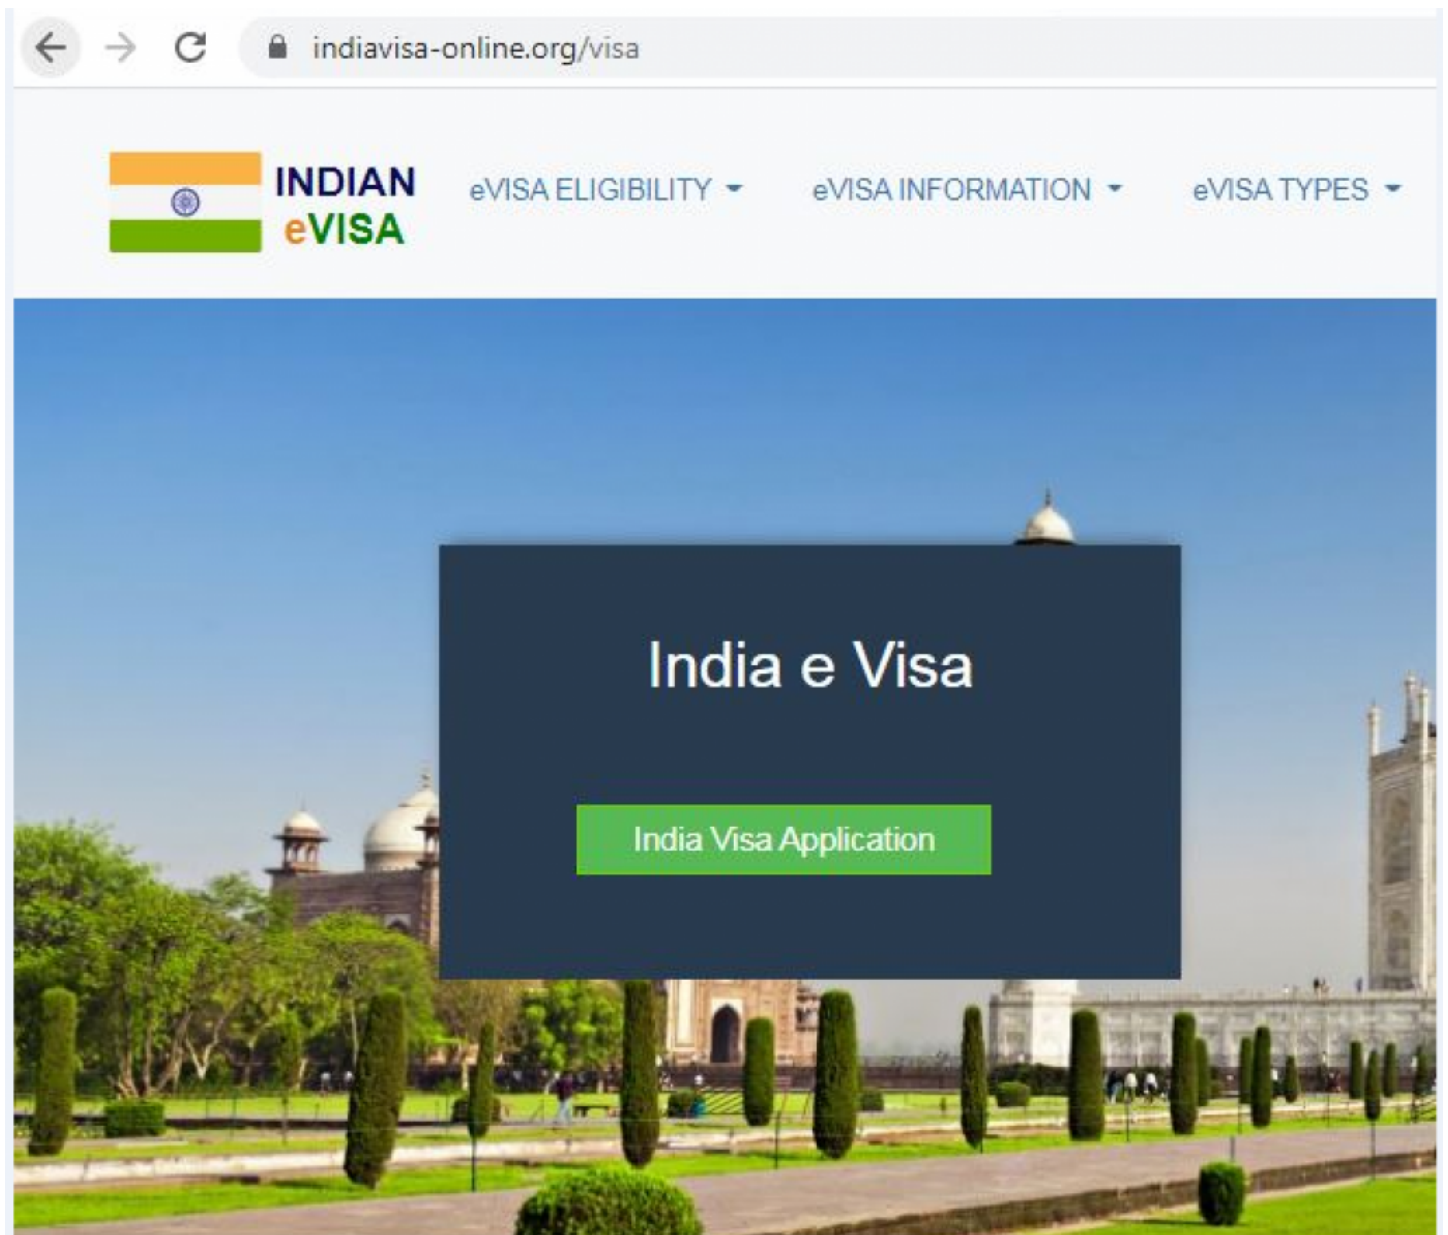 indiavisa-online.org/visa
INDIAN
eVISA
eVISA ELIGIBILITY
eVISA INFORMATION
eVISA TYPES
India e Visa
India Visa Application